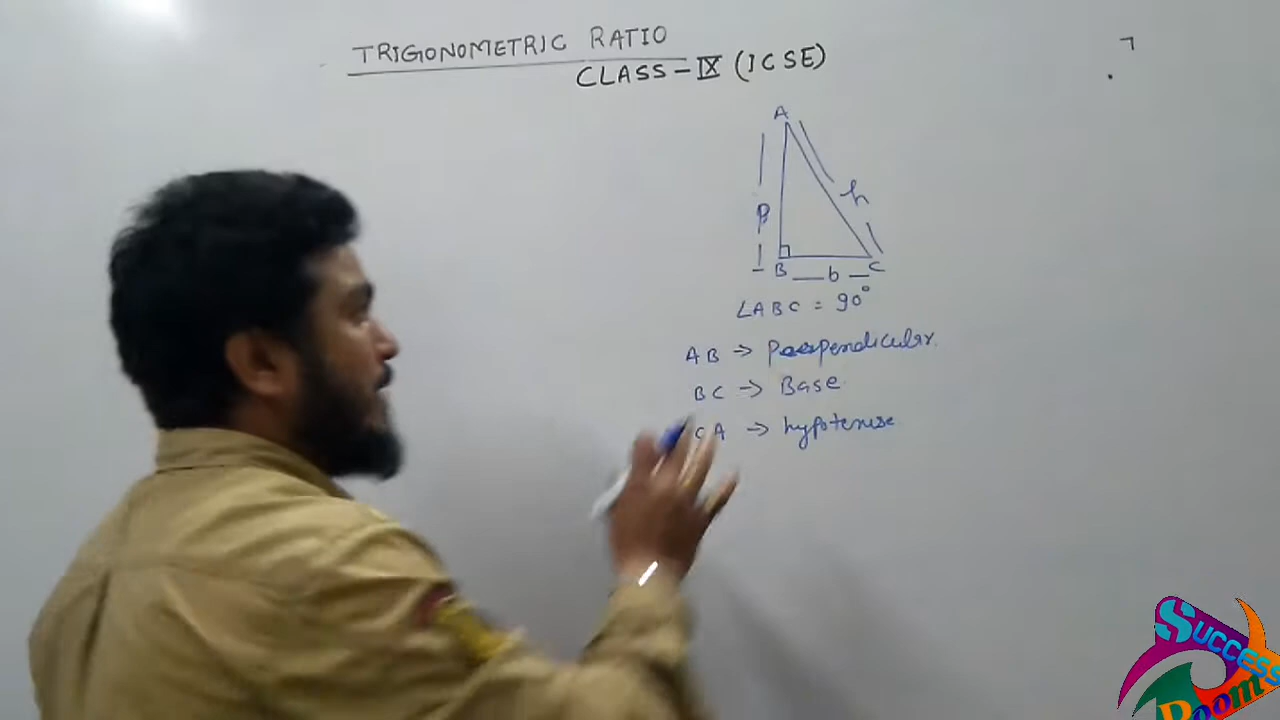 TRIGONOMETRIC RATIO
CLASS-IX (ICSE)
A
h
p
B
b
C
∠ABC = 90°
AB → Perpendicular
BC → Base
CA → hypotenuse
SUCCESS
Room